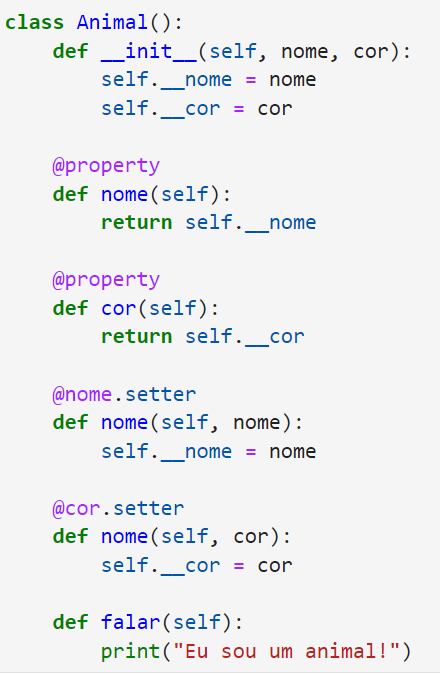 class Animal():
    def __init__(self, nome, cor):
        self.__nome = nome
        self.__cor = cor

    @property
    def nome(self):
        return self.__nome

    @property
    def cor(self):
        return self.__cor

    @nome.setter
    def nome(self, nome):
        self.__nome = nome

    @cor.setter
    def nome(self, cor):
        self.__cor = cor

    def falar(self):
        print("Eu sou um animal!")